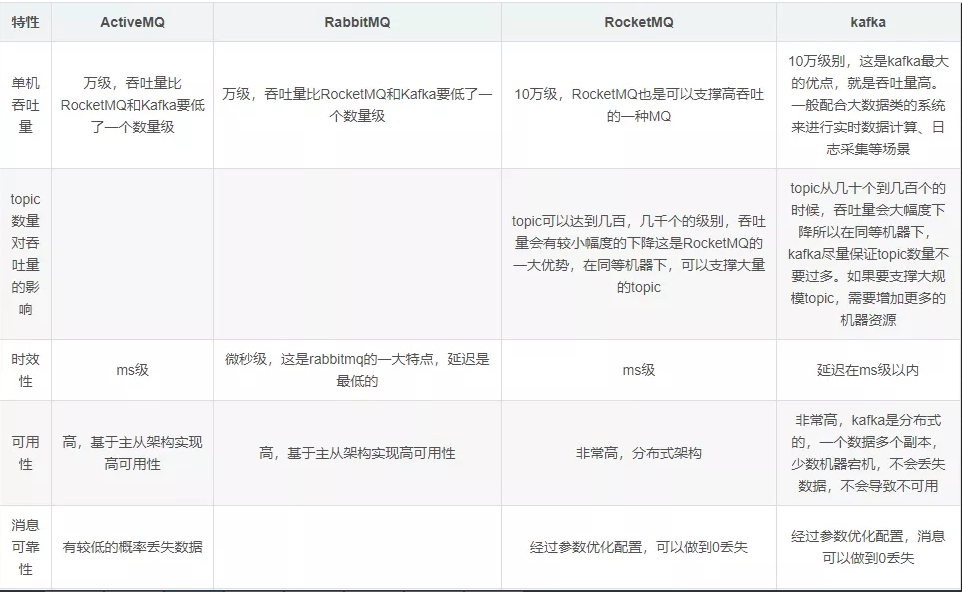 特性
ActiveMQ
RabbitMQ
RocketMQ
kafka
单机
吞吐
量
万级，吞吐量比
RocketMQ和Kafka要低
了一个数量级
万级，吞吐量比RocketMQ和Kafka要低了一
个数量级
10万级，RocketMQ也是可以支撑高吞吐
的一种MQ
10万级别，这是kafka最大
的优点，就是吞吐量高。
一般配合大数据类的系统
来进行实时数据计算、日
志采集等场景
topic
数量
对吞
吐量
的影
响
topic可以达到几百，几千个的级别，吞吐
量会有较小幅度的下降这是RocketMQ的
一大优势，在同等机器下，可以支撑大量
的topic
topic从几十个到几百个的
时候，吞吐量会大幅度下
降所以在同等机器下，
kafka尽量保证topic数量不
要过多。如果要支撑大规
模topic，需要增加更多的
机器资源
时效
性
ms级
微秒级，这是rabbitmq的一大特点，延迟是
最低的
ms级
延迟在ms级以内
可用
性
高，基于主从架构实现
高可用性
高，基于主从架构实现高可用性
非常高，分布式架构
非常高，kafka是分布式
的，一个数据多个副本，
少数机器宕机，不会丢失
数据，不会导致不可用
消息
可靠
性
有较低的概率丢失数据
经过参数优化配置，可以做到0丢失
经过参数优化配置，消息
可以做到0丢失